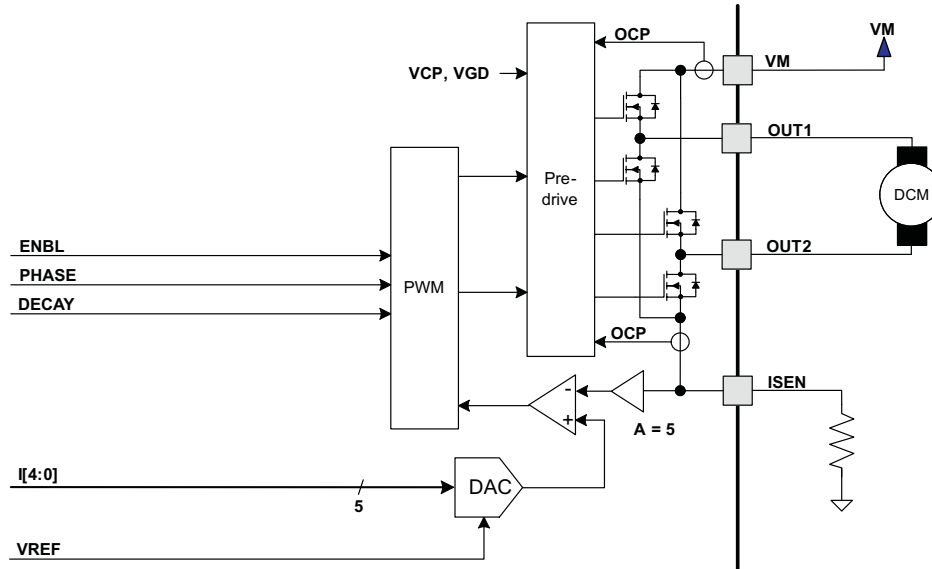 VM
OCP
VM
VCP, VGD
OUT1
Pre-
drive
DCM
ENBL
OUT2
PHASE
PWM
DECAY
OCP
ISEN
-
+
A = 5
I[4:0]
5
DAC
VREF